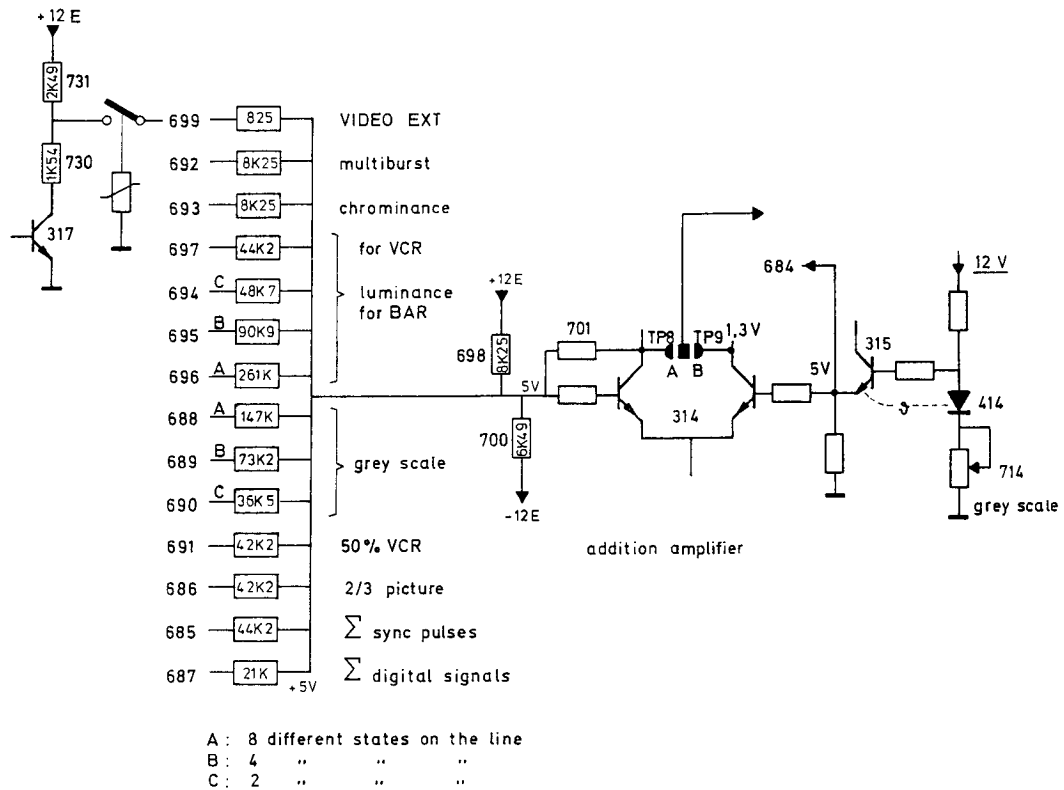 +12 E
2K49 731
1K54 730
317
699 825 VIDEO EXT
692 8K25 multiburst
693 8K25 chrominance
697 44K2 for VCR
694 C 48K7 luminance
for BAR
695 B 90K9
696 A 261K
688 A 147K
689 B 73K2 grey scale
690 C 36K5
691 42K2 50% VCR
686 42K2 2/3 picture
685 44K2 Σ sync pulses
687 21K Σ digital signals
+5V
+12E
698 8K25
5V
700 6K49
-12E
701
TP8 TP9 1,3V
A B
314
684
5V
315
12 V
ϑ
414
714
grey scale
addition amplifier
A : 8 different states on the line
B : 4 " " "
C : 2 " " "